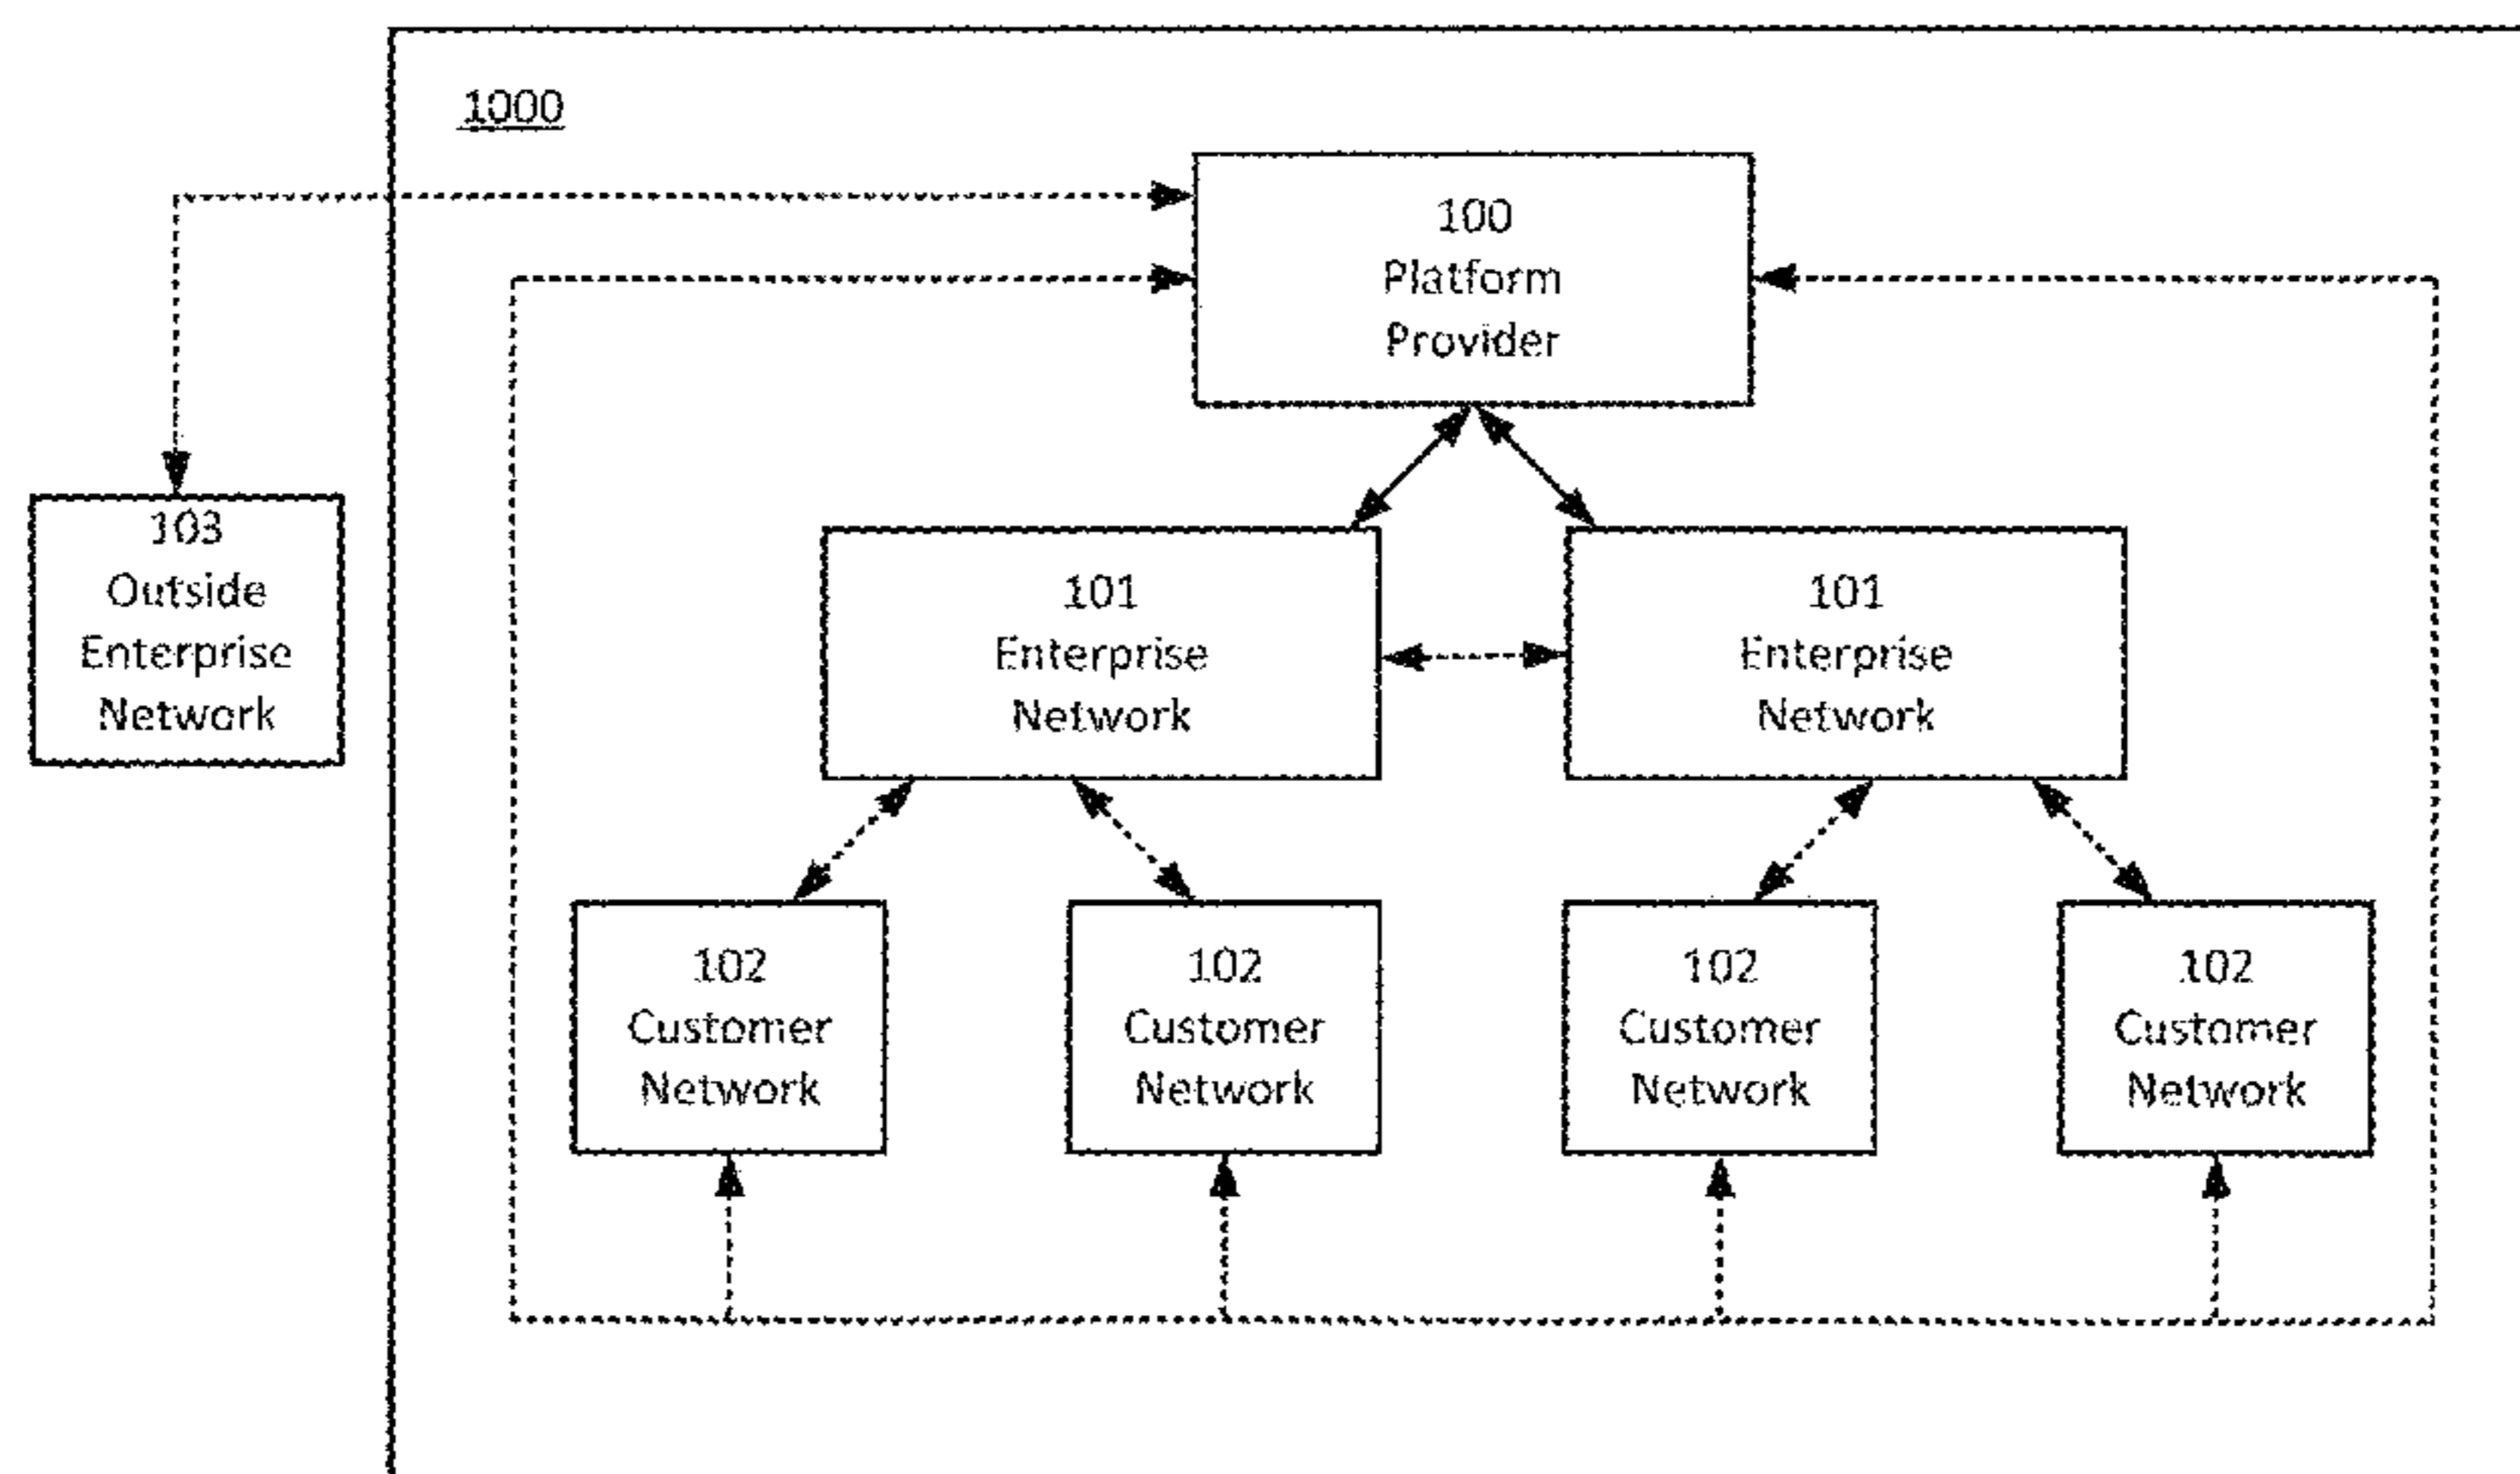 1000
100
Platform
Provider
103
Outside
Enterprise
Network
101
Enterprise
Network
101
Enterprise
Network
102
Customer
Network
102
Customer
Network
102
Customer
Network
102
Customer
Network